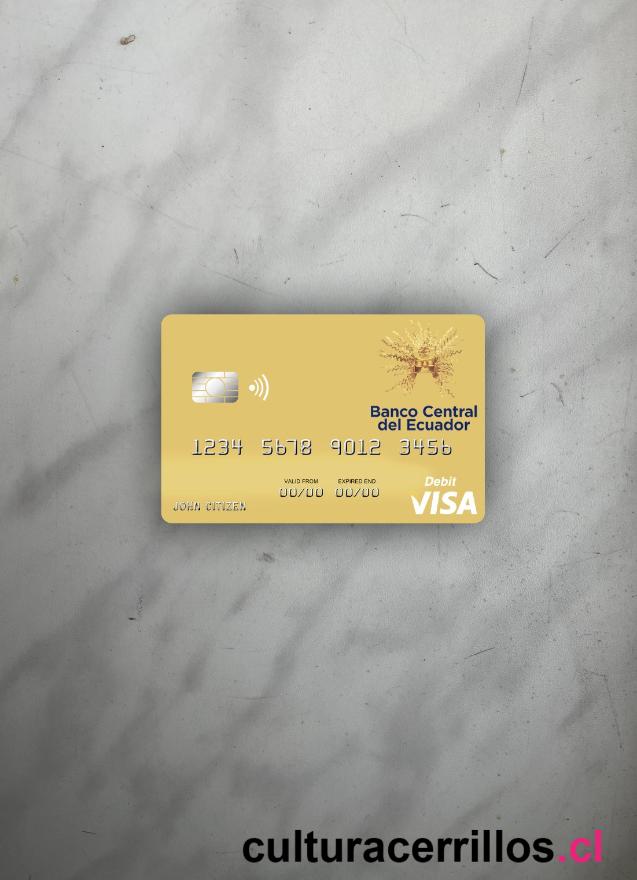 Banco Central
del Ecuador
1234 5678 9012 3456
VALID FROM EXPIRED END
00/00 00/00
JOHN CITIZEN
Debit
VISA
culturacerrillos.cl